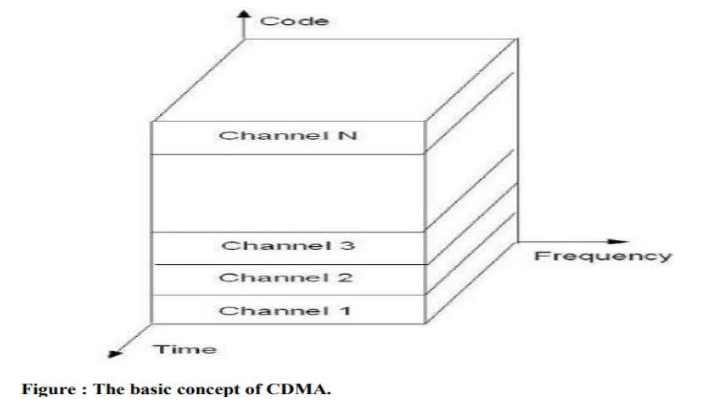 Code
Channel N
Channel 3
Frequency
Channel 2
Channel 1
Time
Figure : The basic concept of CDMA.